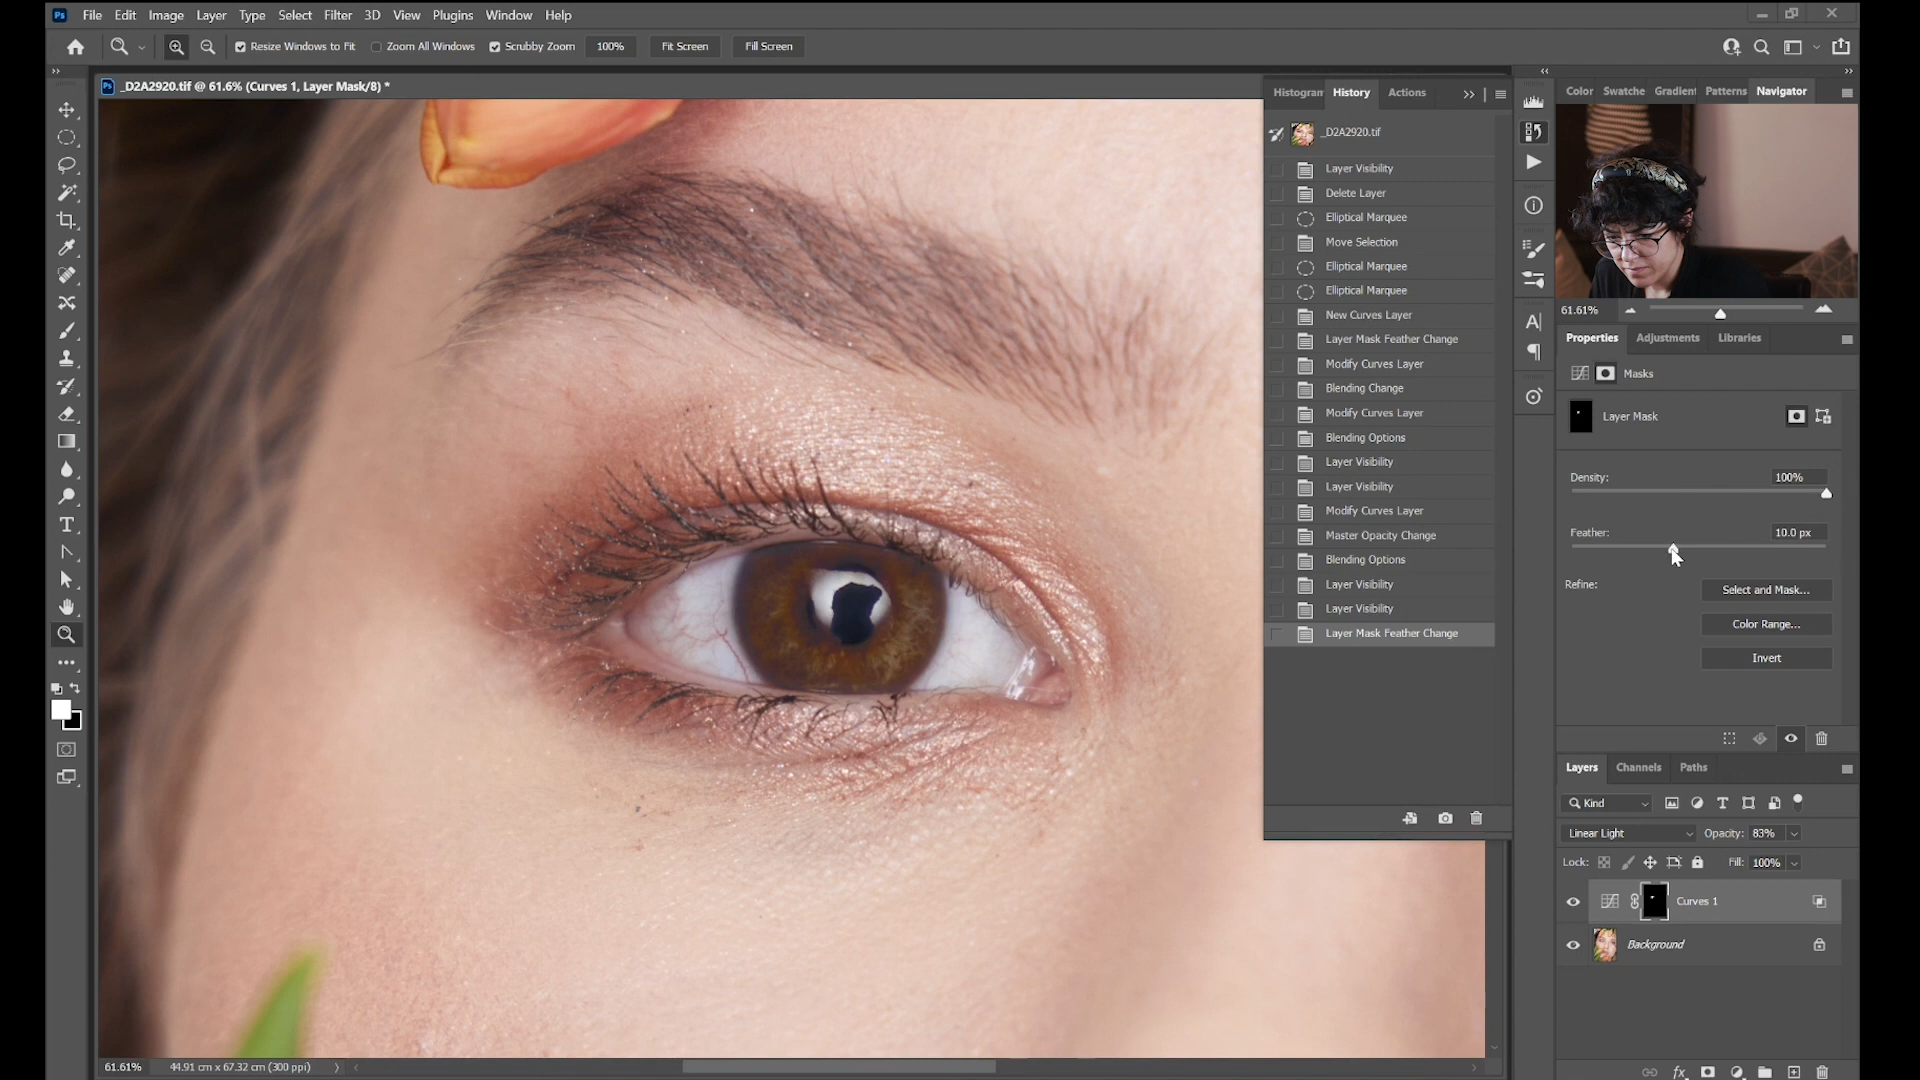 Ps File Edit Image Layer Type Select Filter 3D View Plugins Window Help
Resize Windows to Fit Zoom All Windows Scrubby Zoom 100% Fit Screen Fill Screen
Ps _D2A2920.tif @ 61.6% (Curves 1, Layer Mask/8) *
Histogram History Actions
_D2A2920.tif
Layer Visibility
Delete Layer
Elliptical Marquee
Move Selection
Elliptical Marquee
Elliptical Marquee
New Curves Layer
Layer Mask Feather Change
Modify Curves Layer
Blending Change
Modify Curves Layer
Blending Options
Layer Visibility
Layer Visibility
Modify Curves Layer
Master Opacity Change
Blending Options
Layer Visibility
Layer Visibility
Layer Mask Feather Change
Color Swatche Gradient Patterns Navigator
61.61%
Properties Adjustments Libraries
Masks
Layer Mask
Density: 100%
Feather: 10.0 px
Refine: Select and Mask...
Color Range...
Invert
Layers Channels Paths
Kind
Linear Light Opacity: 83%
Lock: Fill: 100%
Curves 1
Background
61.61% 44.91 cm x 67.32 cm (300 ppi)